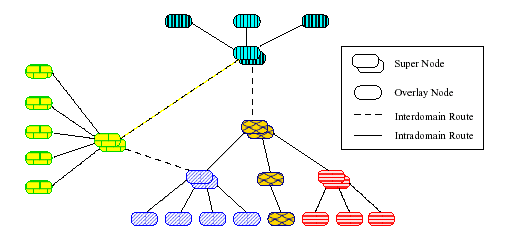 Super Node
Overlay Node
Interdomain Route
Intradomain Route